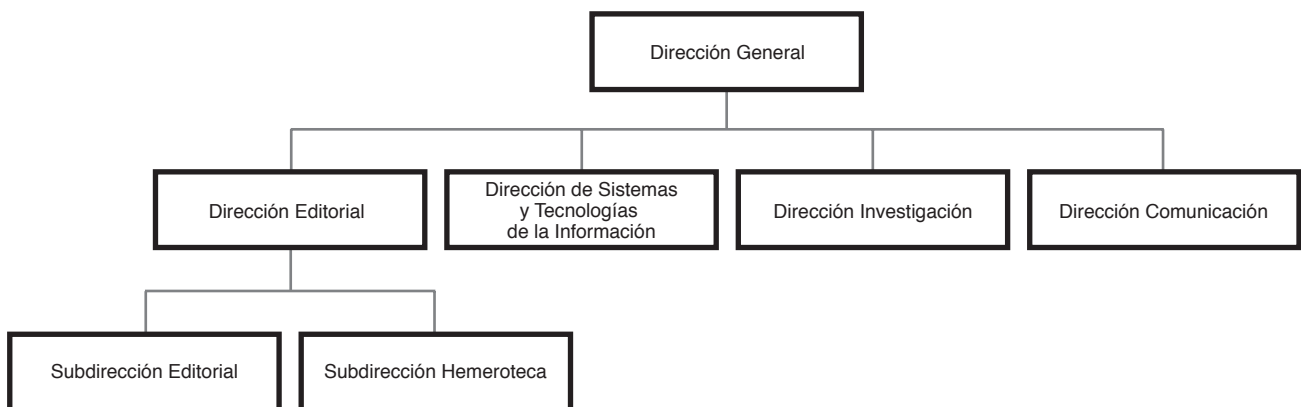 Dirección General
Dirección Editorial
Dirección de Sistemas
y Tecnologías
de la Información
Dirección Investigación
Dirección Comunicación
Subdirección Editorial
Subdirección Hemeroteca